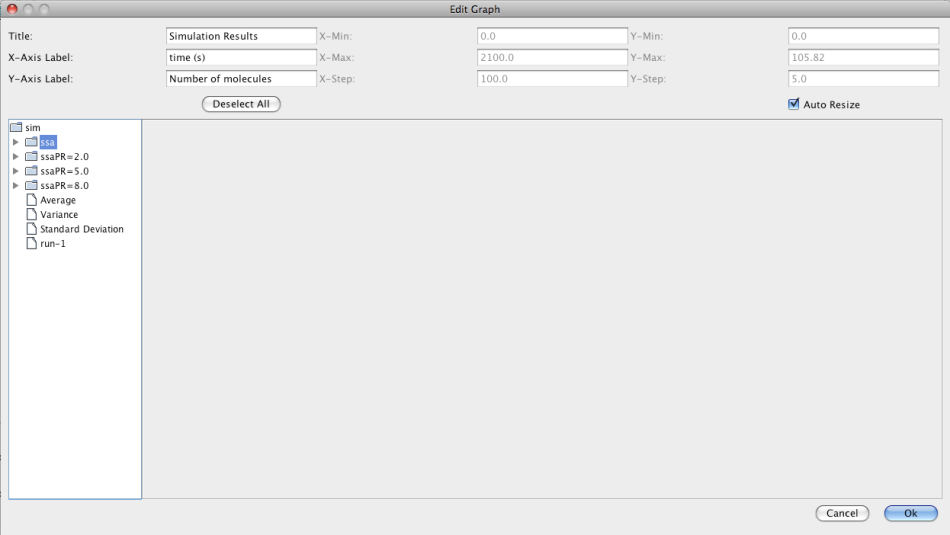 Edit Graph
Title: Simulation Results X-Min: 0.0 Y-Min: 0.0
X-Axis Label: time (s) X-Max: 2100.0 Y-Max: 105.82
Y-Axis Label: Number of molecules X-Step: 100.0 Y-Step: 5.0
Deselect All Auto Resize
sim
ssa
ssaPR=2.0
ssaPR=5.0
ssaPR=8.0
Average
Variance
Standard Deviation
run-1
Cancel Ok